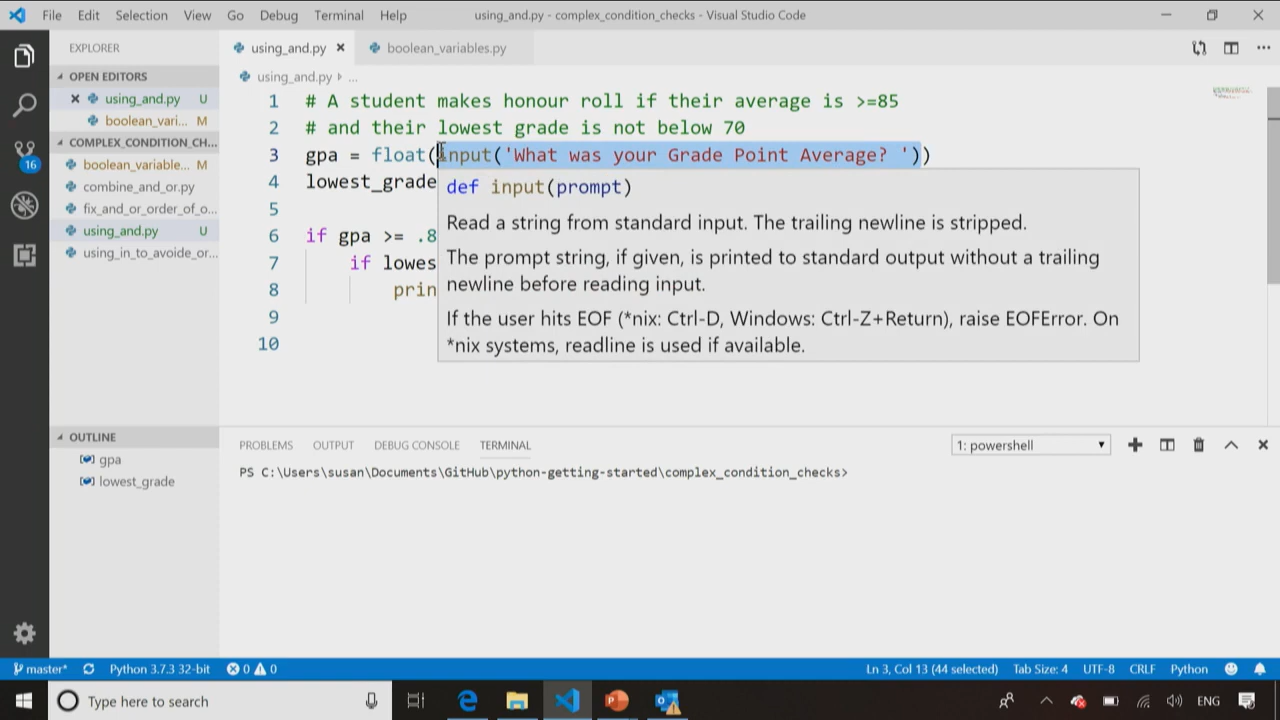 File Edit Selection View Go Debug Terminal Help using_and.py - complex_condition_checks - Visual Studio Code
EXPLORER
OPEN EDITORS
using_and.py U
boolean_vari... M
COMPLEX_CONDITION_CH...
boolean_variable... M
combine_and_or.py
fix_and_or_order_of_o...
using_and.py U
using_in_to_avoide_or...
16
OUTLINE
gpa
lowest_grade
using_and.py boolean_variables.py
using_and.py ...
1 # A student makes honour roll if their average is >=85
2 # and their lowest grade is not below 70
3 gpa = float(input('What was your Grade Point Average? '))
4 lowest_grade
5
6 if gpa >= .8
7 if lowes
8 prin
9
10
def input(prompt)
Read a string from standard input. The trailing newline is stripped.
The prompt string, if given, is printed to standard output without a trailing
newline before reading input.
If the user hits EOF (*nix: Ctrl-D, Windows: Ctrl-Z+Return), raise EOFError. On
*nix systems, readline is used if available.
PROBLEMS OUTPUT DEBUG CONSOLE TERMINAL 1: powershell
PS C:\Users\susan\Documents\GitHub\python-getting-started\complex_condition_checks>
master* Python 3.7.3 32-bit 0 0 Ln 3, Col 13 (44 selected) Tab Size: 4 UTF-8 CRLF Python
Type here to search ENG